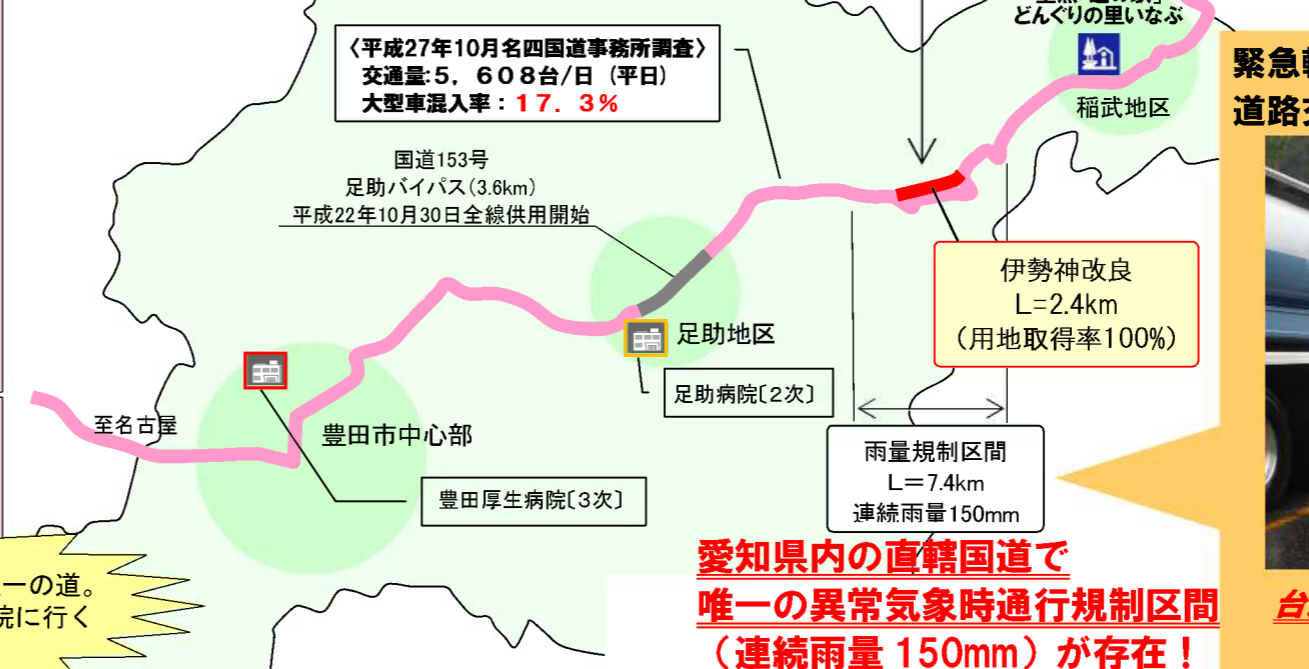 どんぐりの里いなぶ
〈平成27年10月名四国道事務所調査〉
交通量:5,608台/日(平日)
大型車混入率:17.3%
稲武地区
緊急
道路
国道153号
足助バイパス(3.6km)
平成22年10月30日全線供用開始
伊勢神改良
L=2.4km
(用地取得率100%)
足助地区
足助病院〔2次〕
至名古屋
豊田市中心部
豊田厚生病院〔3次〕
雨量規制区間
L=7.4km
連続雨量150mm
一の道。
院に行く
愛知県内の直轄国道で
唯一の異常気象時通行規制区間
(連続雨量 150mm)が存在!
台